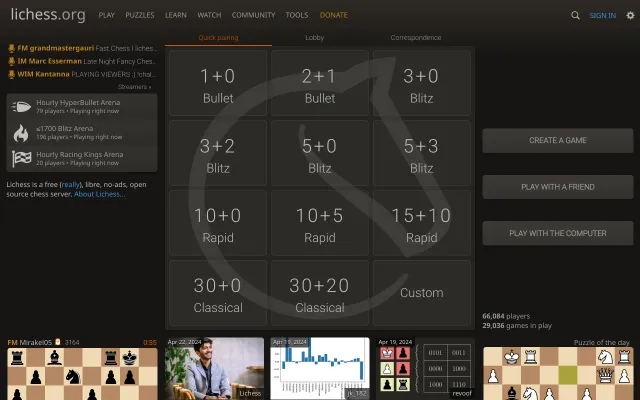 lichess.org PLAY PUZZLES LEARN WATCH COMMUNITY TOOLS DONATE SIGN IN
FM grandmastergauri Fast Chess l liches..
IM Marc Esserman Late Night Fancy Ches..
WIM Kantanna PLAYING VIEWERS :) !chal..
Streamers »
Hourly HyperBullet Arena
79 players • Playing right now
≤1700 Blitz Arena
196 players • Playing right now
Hourly Racing Kings Arena
20 players • Playing right now
Lichess is a free (really), libre, no-ads, open
source chess server. About Lichess...
Quick pairing Lobby Correspondence
1+0 2+1 3+0
Bullet Bullet Blitz
3+2 5+0 5+3
Blitz Blitz Blitz
10+0 10+5 15+10
Rapid Rapid Rapid
30+0 30+20 Custom
Classical Classical
CREATE A GAME
PLAY WITH A FRIEND
PLAY WITH THE COMPUTER
66,084 players
29,036 games in play
FM Mirakel05 3164 0:55
Apr 22, 2024
Lichess
Apr 19, 2024
jk_182
Apr 19, 2024
0101 0011
0000 1000
1000 1110
revoof
Puzzle of the day